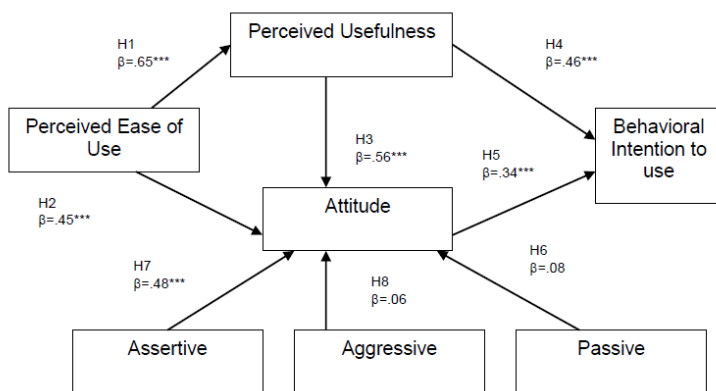 Perceived Usefulness
H1
β=.65***
H4
β=.46***
Perceived Ease of
Use
Behavioral
Intention to
use
H3
β=.56***
H5
β=.34***
H2
β=.45***
Attitude
H7
β=.48***
H8
β=.06
H6
β=.08
Assertive
Aggressive
Passive